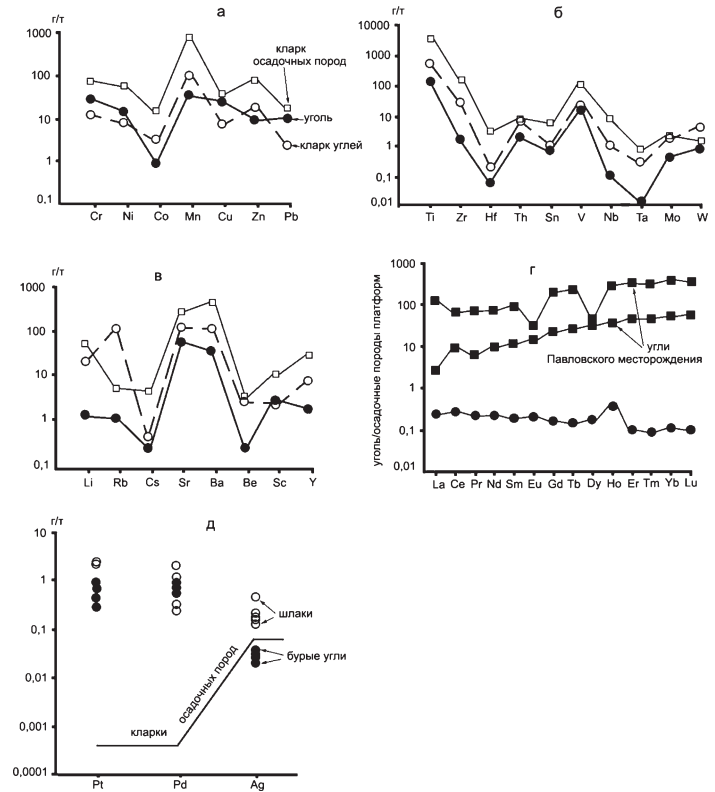 а
г/т
1000
100
10
1
0,1
кларк
осадочных пород
уголь
кларк углей
Cr Ni Co Mn Cu Zn Pb
б
г/т
10000
1000
100
10
1
0,1
0,01
Ti Zr Hf Th Sn V Nb Ta Mo W
в
г/т
1000
100
10
1
0,1
Li Rb Cs Sr Ba Be Sc Y
г
уголь/осадочные породы платформ
1000
100
10
1
0,1
0,01
угли
Павловского месторождения
La Ce Pr Nd Sm Eu Gd Tb Dy Ho Er Tm Yb Lu
д
г/т
10
1
0,1
0,01
0,001
0,0001
шлаки
бурые угли
кларки
осадочных пород
Pt Pd Ag